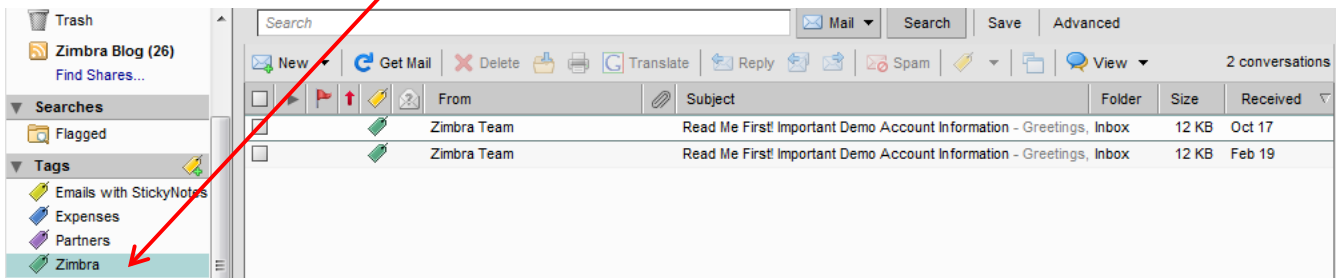 Trash
Zimbra Blog (26)
Find Shares...
Searches
Flagged
Tags
Emails with StickyNotes
Expenses
Partners
Zimbra
Search Mail Search Save Advanced
New Get Mail Delete Translate Reply Spam View 2 conversations
From Subject Folder Size Received
Zimbra Team Read Me First! Important Demo Account Information - Greetings, Inbox 12 KB Oct 17
Zimbra Team Read Me First! Important Demo Account Information - Greetings, Inbox 12 KB Feb 19